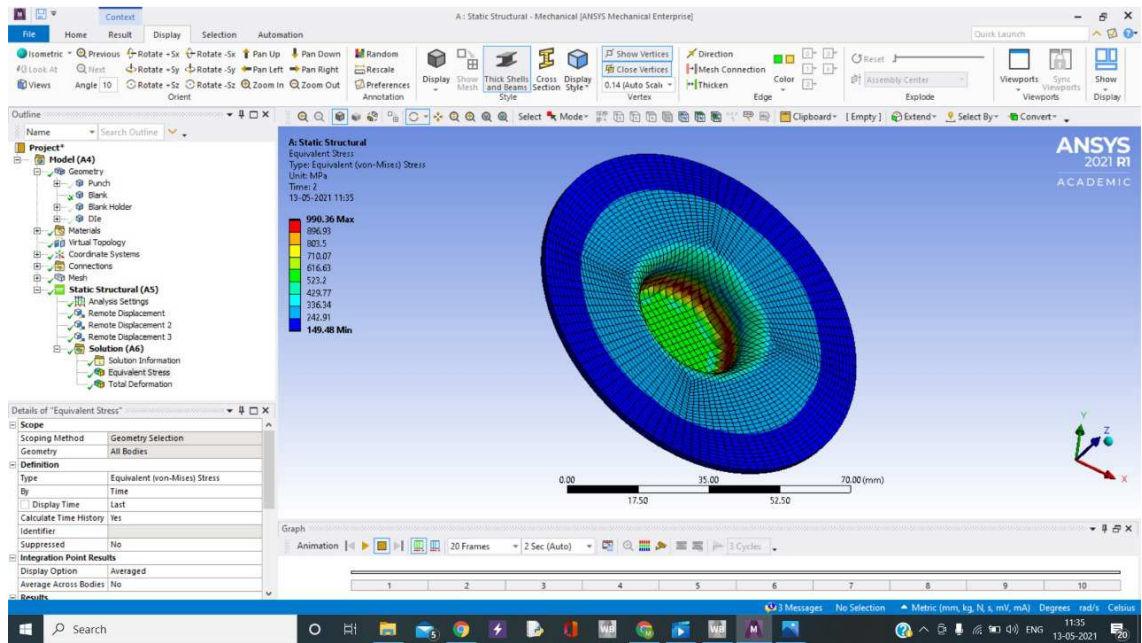 Context
A : Static Structural - Mechanical [ANSYS Mechanical Enterprise]
File Home Result Display Selection Automation
Quick Launch
Isometric Previous Rotate +Sx Rotate -Sx Pan Up Pan Down Random
Look At Next Rotate +Sy Rotate -Sy Pan Left Pan Right Rescale
Views Angle 10 Rotate +Sz Rotate -Sz Zoom In Zoom Out Preferences
Orient Annotation
Display Show Mesh Thick Shells and Beams Cross Section Display Style
Style
Show Vertices
Close Vertices
0.14 (Auto Scale
Vertex
Direction
Mesh Connection
Thicken
Color
Edge
Reset
Assembly Center
Explode
Viewports Sync Viewports
Viewports
Show
Display
Outline
Name Search Outline
Select Mode Clipboard [ Empty ] Extend Select By Convert
Project*
Model (A4)
Geometry
Punch
Blank
Blank Holder
DIe
Materials
Virtual Topology
Coordinate Systems
Connections
Mesh
Static Structural (A5)
Analysis Settings
Remote Displacement
Remote Displacement 2
Remote Displacement 3
Solution (A6)
Solution Information
Equivalent Stress
Total Deformation
Details of "Equivalent Stress"
Scope
Scoping Method Geometry Selection
Geometry All Bodies
Definition
Type Equivalent (von-Mises) Stress
By Time
Display Time Last
Calculate Time History Yes
Identifier
Suppressed No
Integration Point Results
Display Option Averaged
Average Across Bodies No
Results
A: Static Structural
Equivalent Stress
Type: Equivalent (von-Mises) Stress
Unit: MPa
Time: 2
13-05-2021 11:35
990.36 Max
896.93
803.5
710.07
616.63
523.2
429.77
336.34
242.91
149.48 Min
ANSYS
2021 R1
ACADEMIC
Y
Z
X
0.00 35.00 70.00 (mm)
17.50 52.50
Graph
Animation 20 Frames 2 Sec (Auto) 3 Cycles
1 2 3 4 5 6 7 8 9 10
3 Messages No Selection Metric (mm, kg, N, s, mV, mA) Degrees rad/s Celsius
Search
ENG
11:35
13-05-2021
20